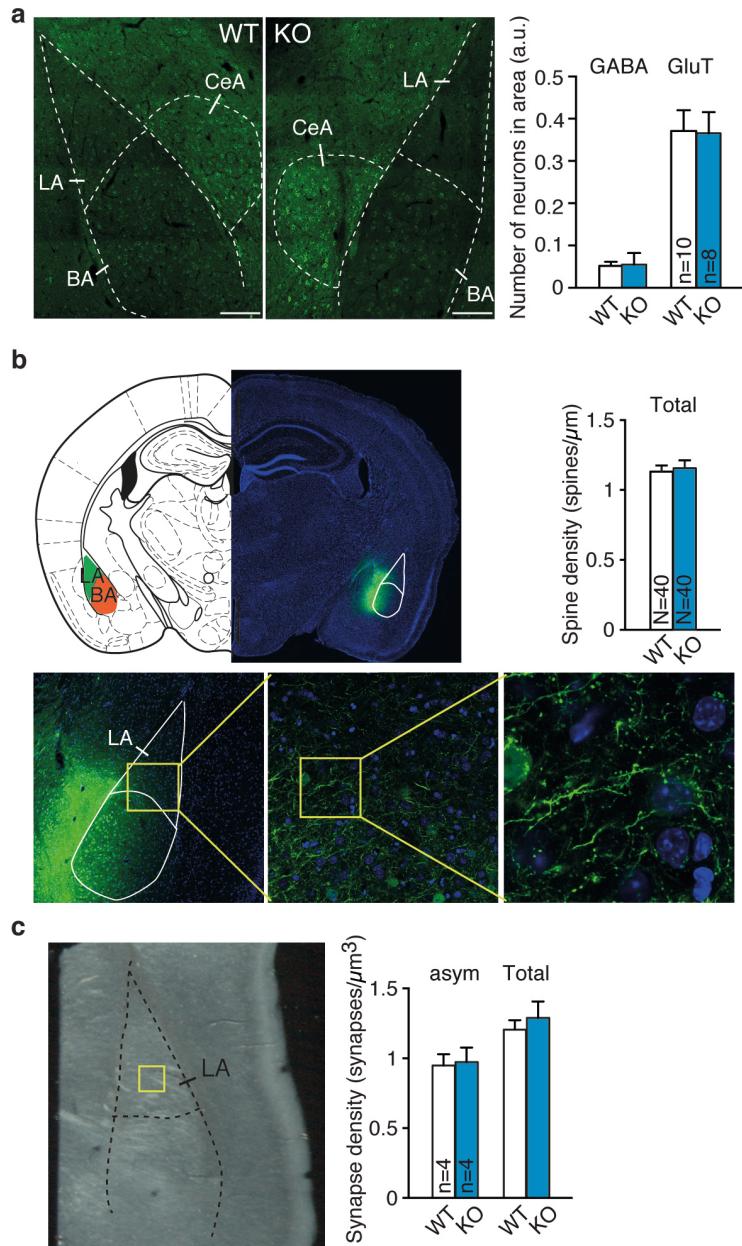 a
WT KO
CeA
LA
BA
LA
CeA
BA
Number of neurons in area (a.u.)
GABA GluT
0.5
0.4
0.3
0.2
0.1
0
n=10
n=8
WT
KO
WT
KO
b
LA
BA
Spine density (spines/µm)
Total
1.5
1
0.5
0
N=40
N=40
WT
KO
LA
c
LA
Synapse density (synapses/µm3)
asym Total
1.5
1
0.5
0
n=4
n=4
WT
KO
WT
KO